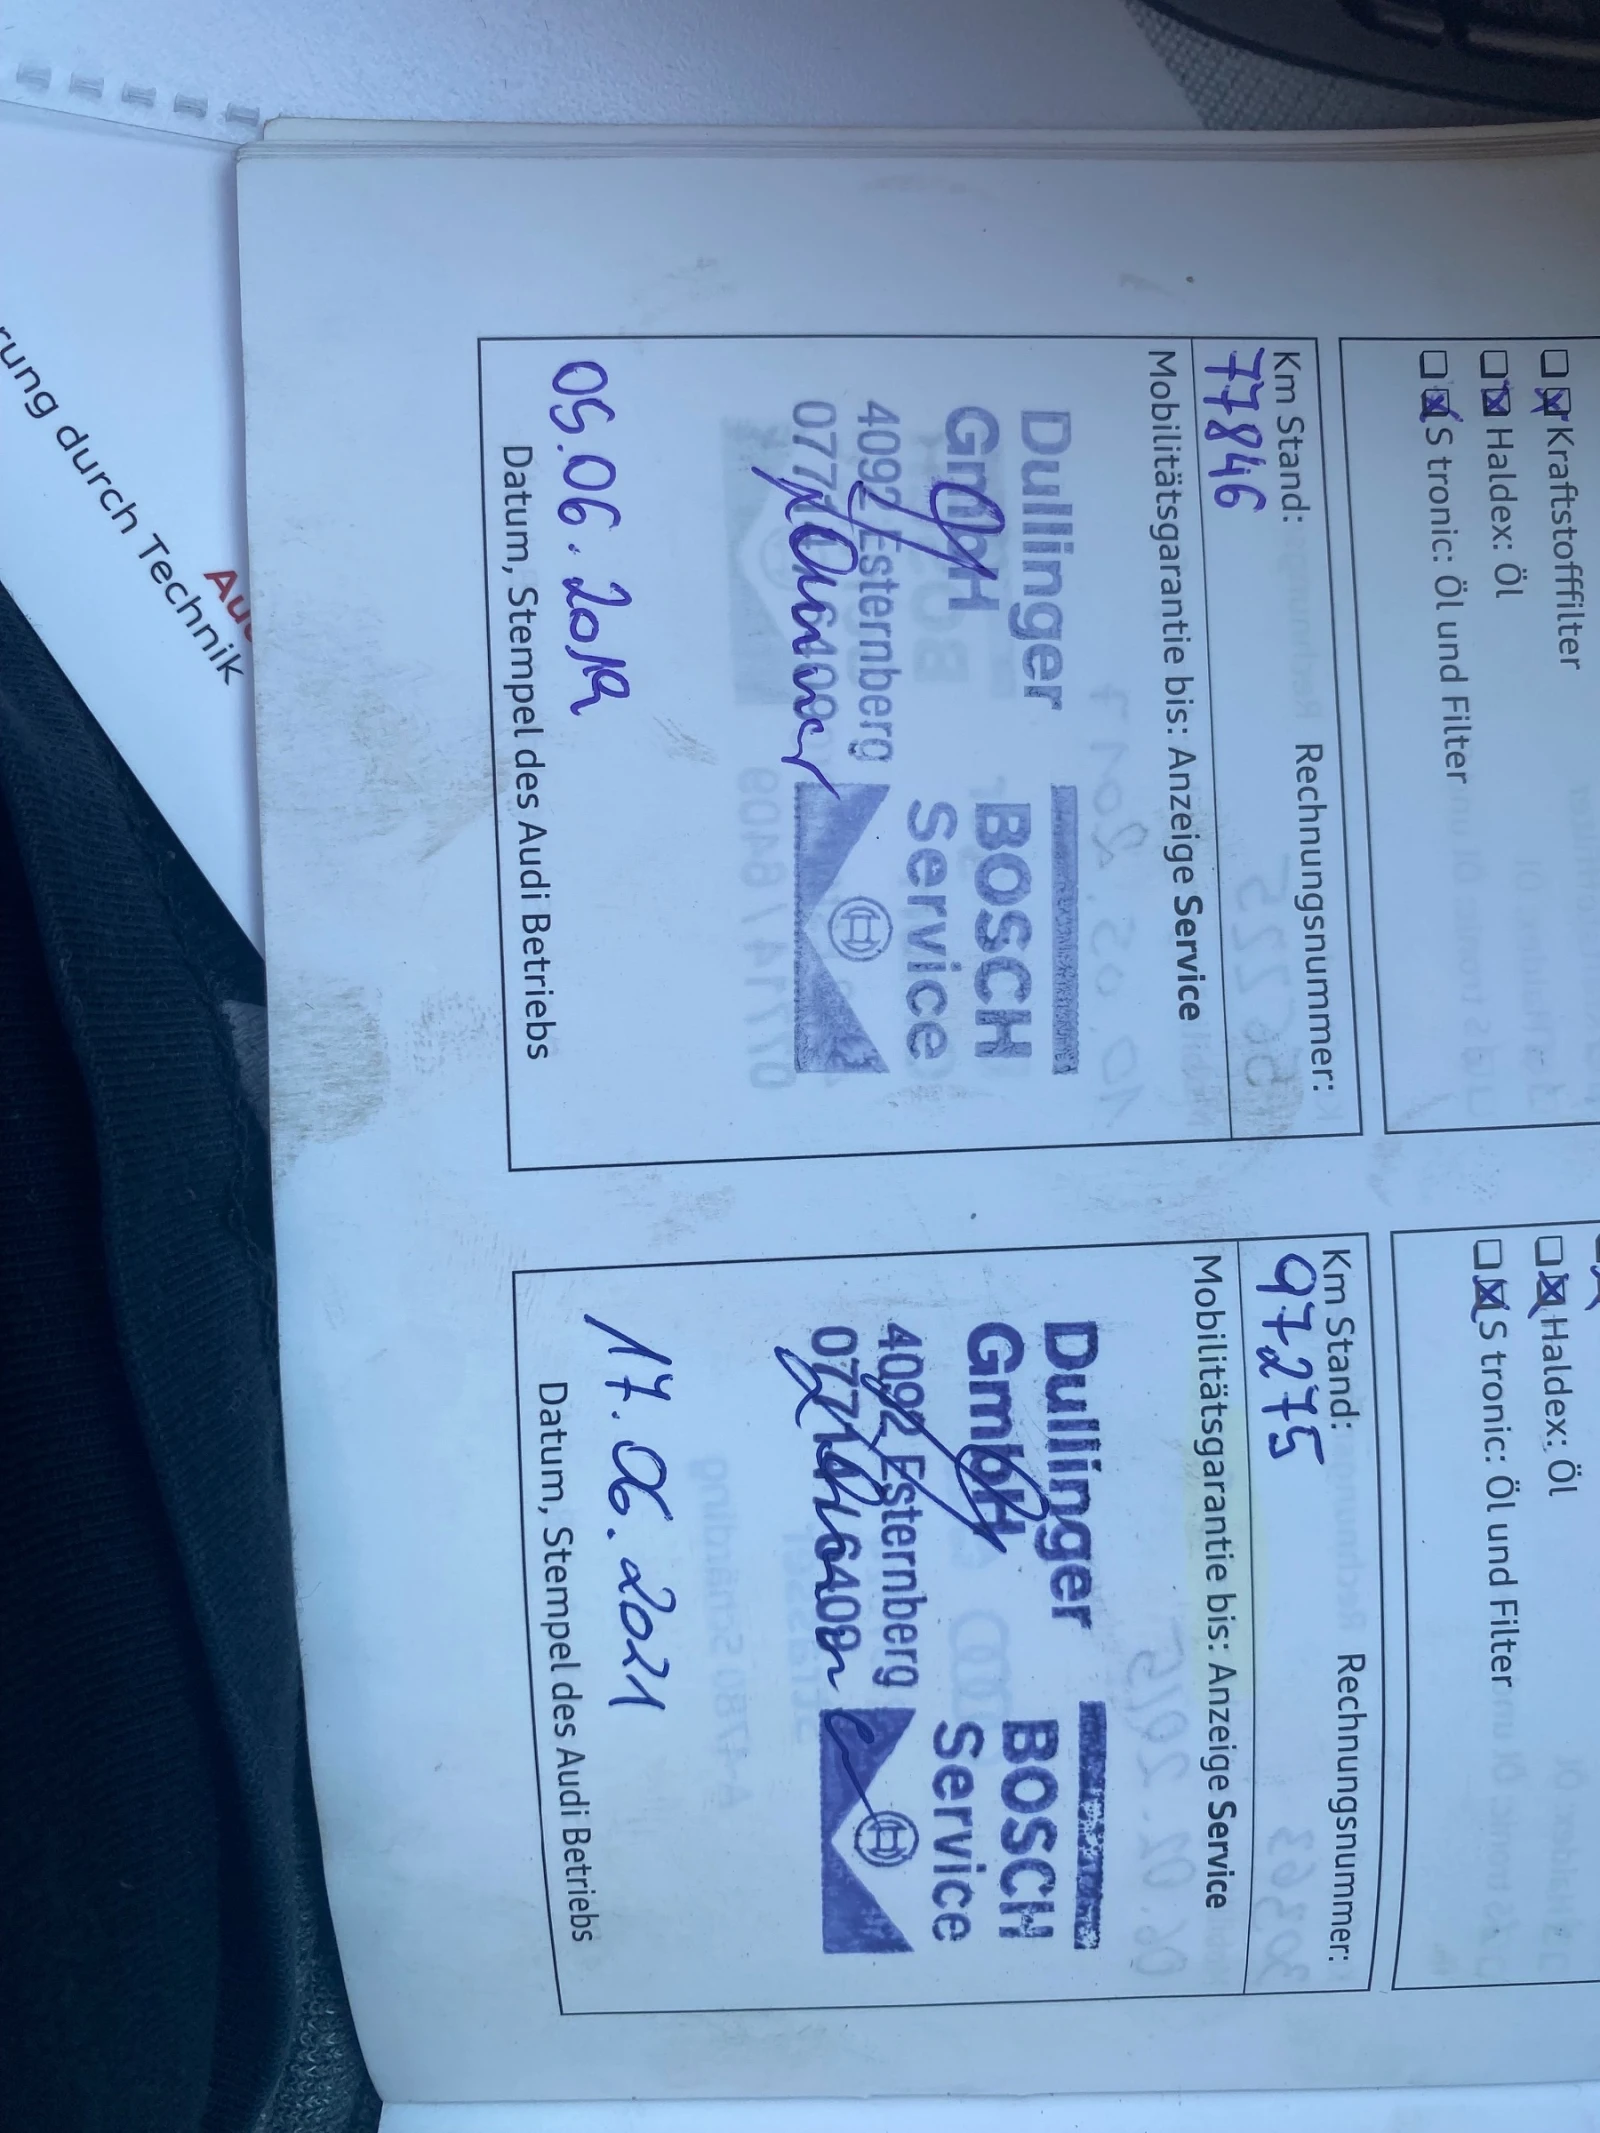 Kraftstofffilter
Haldex: Öl
S tronic: Öl und Filter
Km Stand:
Rechnungsnummer:
77846
Mobilitätsgarantie bis: Anzeige Service
Dullinger
GmbH
4092 Esternberg
BOSCH
Service
05.06.2019
Datum, Stempel des Audi Betriebs
Haldex: Öl
S tronic: Öl und Filter
Km Stand:
Rechnungsnummer:
97275
Mobilitätsgarantie bis: Anzeige Service
Dullinger
GmbH
4092 Esternberg
BOSCH
Service
17.06.2021
Datum, Stempel des Audi Betriebs
durch Technik